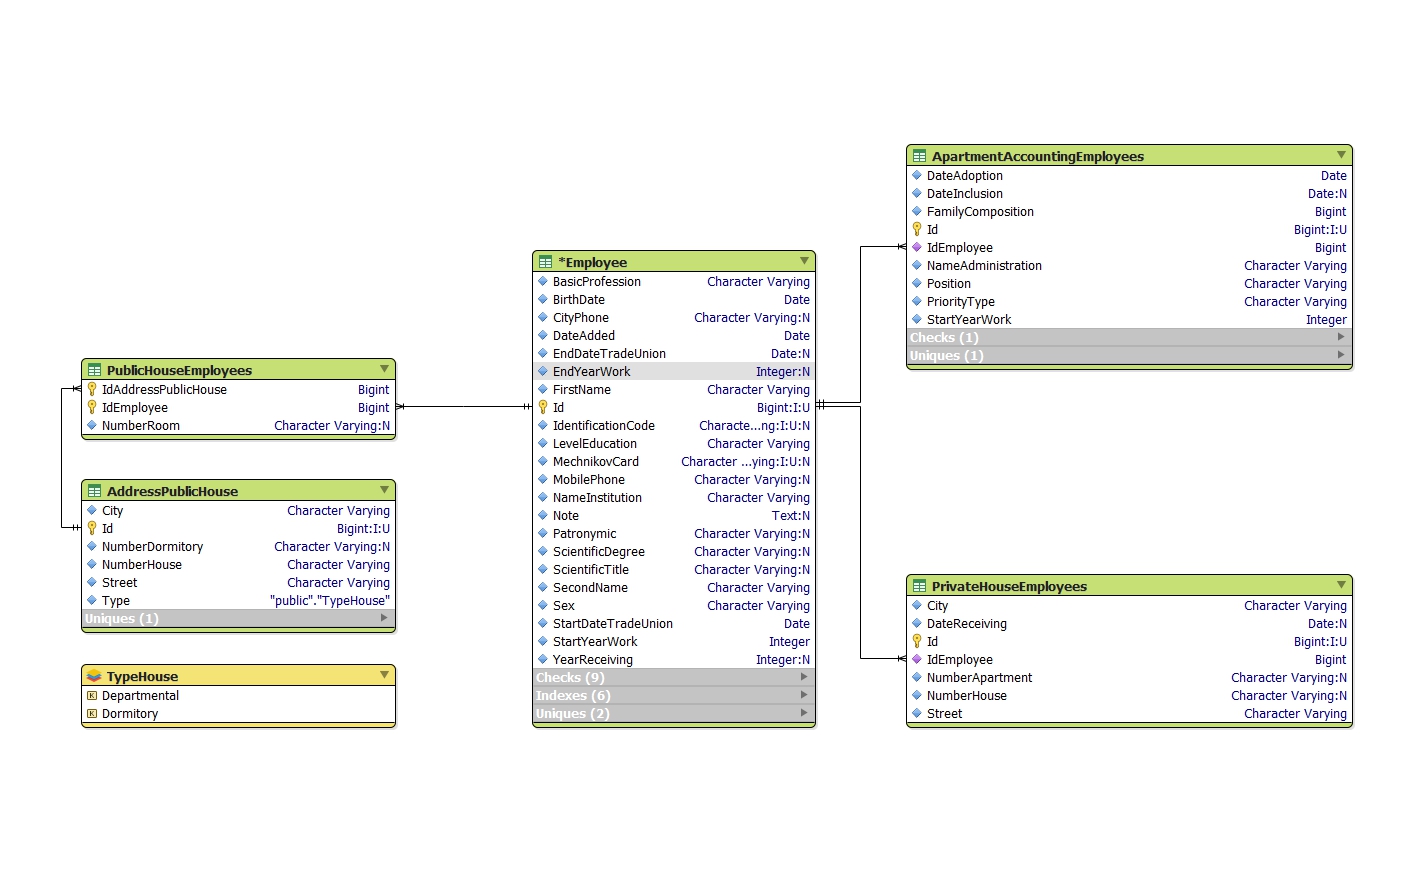 PublicHouseEmployees
IdAddressPublicHouse Bigint
IdEmployee Bigint
NumberRoom Character Varying:N
AddressPublicHouse
City Character Varying
Id Bigint:I:U
NumberDormitory Character Varying:N
NumberHouse Character Varying
Street Character Varying
Type "public"."TypeHouse"
Uniques (1)
TypeHouse
Departmental
Dormitory
*Employee
BasicProfession Character Varying
BirthDate Date
CityPhone Character Varying:N
DateAdded Date
EndDateTradeUnion Date:N
EndYearWork Integer:N
FirstName Character Varying
Id Bigint:I:U
IdentificationCode Characte...ng:I:U:N
LevelEducation Character Varying
MechnikovCard Character ...ying:I:U:N
MobilePhone Character Varying:N
NameInstitution Character Varying
Note Text:N
Patronymic Character Varying:N
ScientificDegree Character Varying:N
ScientificTitle Character Varying:N
SecondName Character Varying
Sex Character Varying
StartDateTradeUnion Date
StartYearWork Integer
YearReceiving Integer:N
Checks (9)
Indexes (6)
Uniques (2)
ApartmentAccountingEmployees
DateAdoption Date
DateInclusion Date:N
FamilyComposition Bigint
Id Bigint:I:U
IdEmployee Bigint
NameAdministration Character Varying
Position Character Varying
PriorityType Character Varying
StartYearWork Integer
Checks (1)
Uniques (1)
PrivateHouseEmployees
City Character Varying
DateReceiving Date:N
Id Bigint:I:U
IdEmployee Bigint
NumberApartment Character Varying:N
NumberHouse Character Varying:N
Street Character Varying